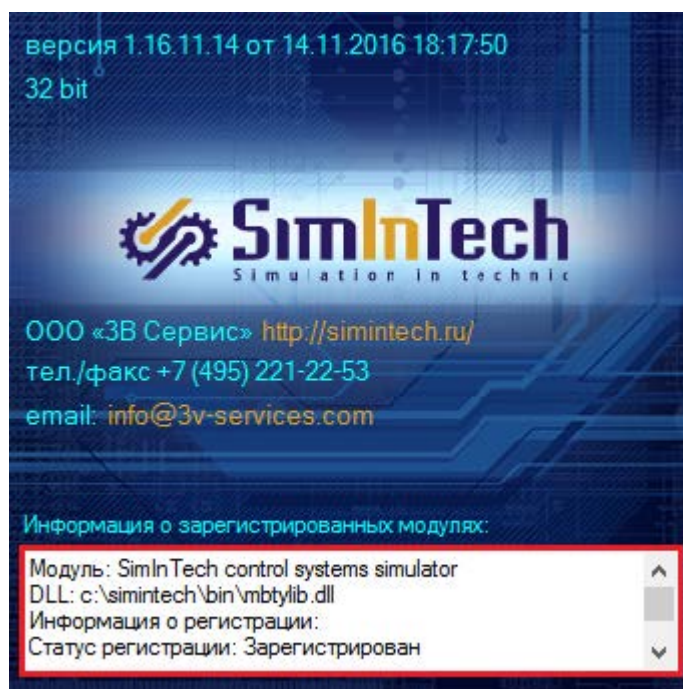 версия 1.16.11.14 от 14.11.2016 18:17:50
32 bit
SimInTech
Simulation in technic
ООО «3В Сервис» http://simintech.ru/
тел./факс +7 (495) 221-22-53
email: info@3v-services.com
Информация о зарегистрированных модулях:
Модуль: SimInTech control systems simulator
DLL: c:\simintech\bin\mbtylib.dll
Информация о регистрации:
Статус регистрации: Зарегистрирован